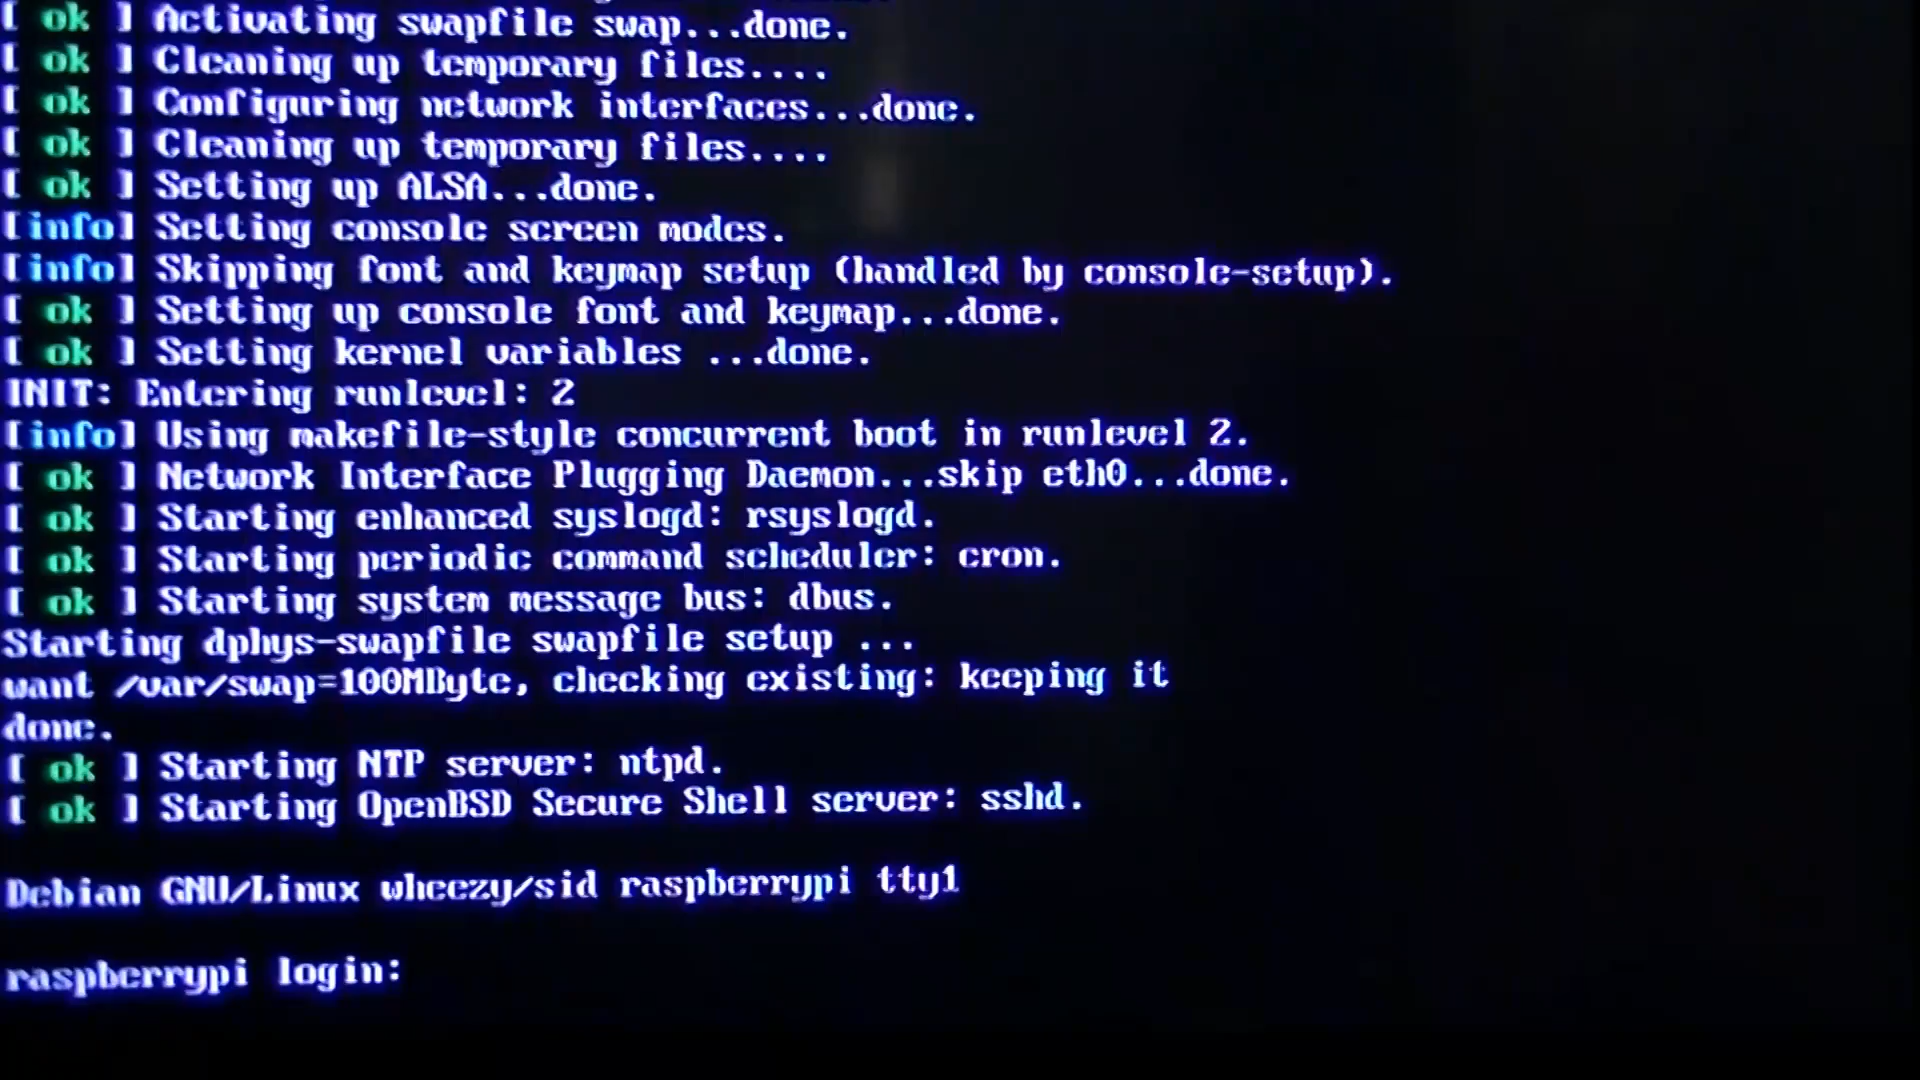 [ ok ] Activating swapfile swap...done.
[ ok ] Cleaning up temporary files....
[ ok ] Configuring network interfaces...done.
[ ok ] Cleaning up temporary files....
[ ok ] Setting up ALSA...done.
[info] Setting console screen modes.
[info] Skipping font and keymap setup (handled by console-setup).
[ ok ] Setting up console font and keymap...done.
[ ok ] Setting kernel variables ...done.
INIT: Entering runlevel: 2
[info] Using makefile-style concurrent boot in runlevel 2.
[ ok ] Network Interface Plugging Daemon...skip eth0...done.
[ ok ] Starting enhanced syslogd: rsyslogd.
[ ok ] Starting periodic command scheduler: cron.
[ ok ] Starting system message bus: dbus.
Starting dphys-swapfile swapfile setup ...
want /var/swap=100MByte, checking existing: keeping it
done.
[ ok ] Starting NTP server: ntpd.
[ ok ] Starting OpenBSD Secure Shell server: sshd.
Debian GNU/Linux wheezy/sid raspberrypi tty1
raspberrypi login: